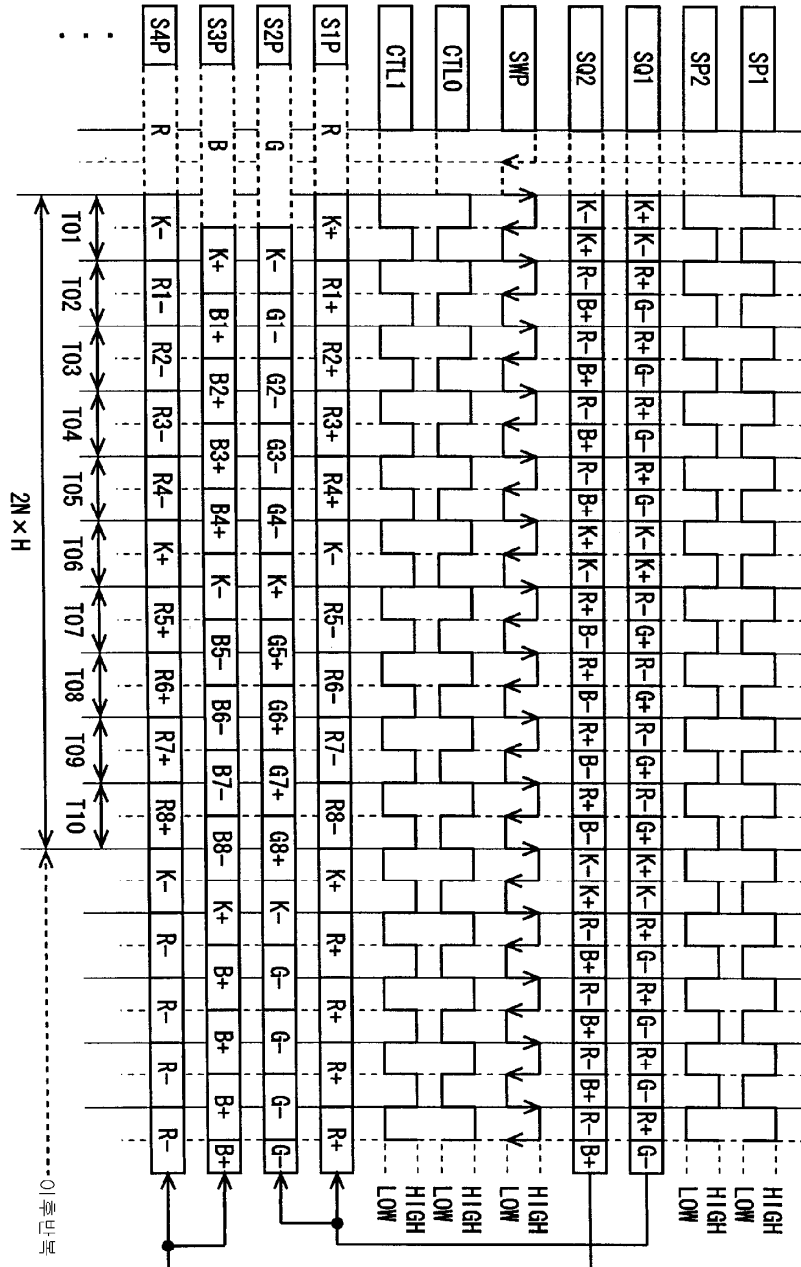 SP1 HIGH
LOW
SP2 HIGH
LOW
SQ1 K+ K- R+ G- R+ G- R+ G- R+ G- K- K+ R- G+ R- G+ R- G+ R- G+ K+ K- R+ G- R+ G- R+ G- R+ G-
SQ2 K- K+ R- B+ R- B+ R- B+ R- B+ K+ K- R+ B- R+ B- R+ B- R+ B- K- K+ R- B+ R- B+ R- B+ R- B+
SWP HIGH
LOW
CTL0 HIGH
LOW
CTL1 HIGH
LOW
S1P R K+ R1+ R2+ R3+ R4+ K- R5- R6- R7- R8- K+ R+ R+ R+ R+
S2P G K- G1- G2- G3- G4- K+ G5+ G6+ G7+ G8+ K- G- G- G- G-
S3P B K+ B1+ B2+ B3+ B4+ K- B5- B6- B7- B8- K+ B+ B+ B+ B+
S4P R K- R1- R2- R3- R4- K+ R5+ R6+ R7+ R8+ K- R- R- R- R-
T01 T02 T03 T04 T05 T06 T07 T08 T09 T10
2N×H 이후반복